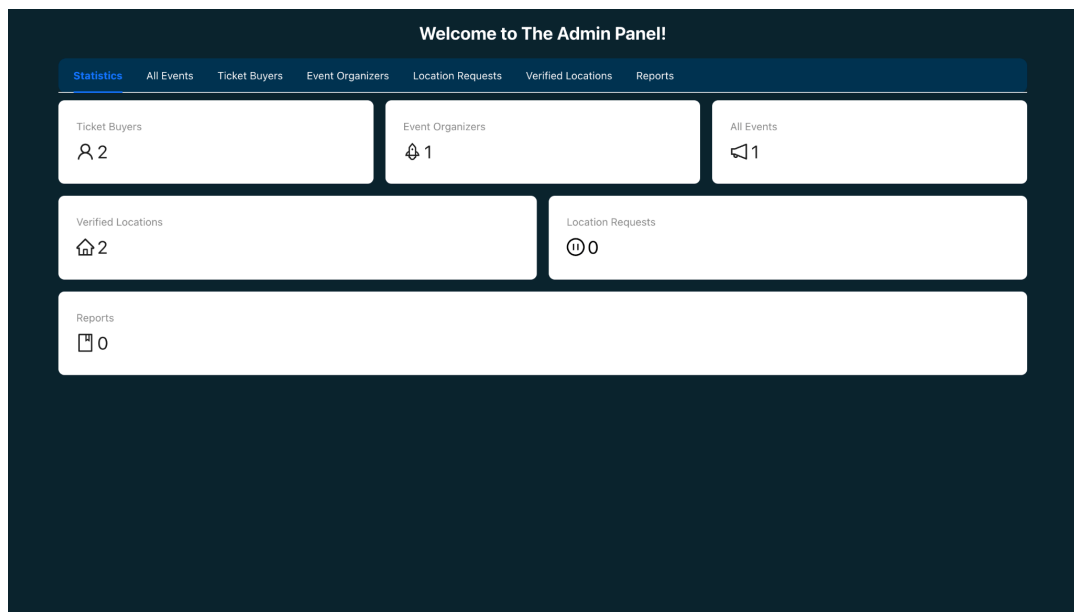 Welcome to The Admin Panel!
Statistics All Events Ticket Buyers Event Organizers Location Requests Verified Locations Reports
Ticket Buyers
2
Event Organizers
1
All Events
1
Verified Locations
2
Location Requests
0
Reports
0